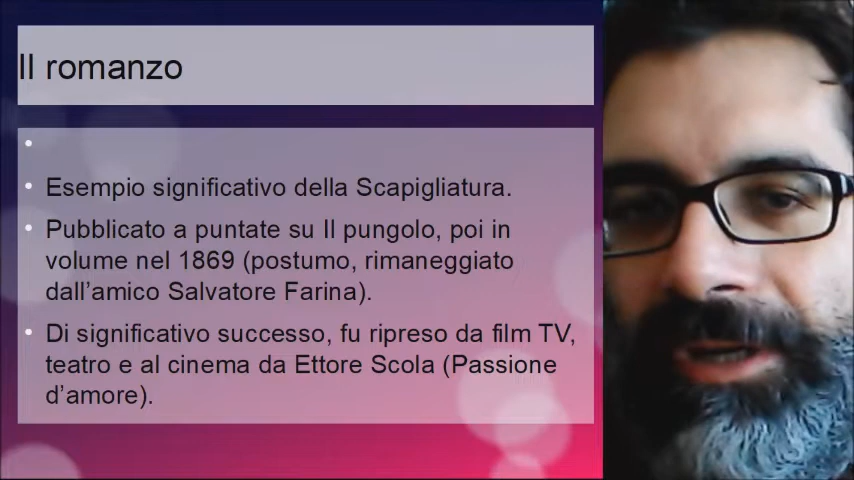 Il romanzo
Esempio significativo della Scapigliatura.
Pubblicato a puntate su Il pungolo, poi in
volume nel 1869 (postumo, rimaneggiato
dall'amico Salvatore Farina).
Di significativo successo, fu ripreso da film TV,
teatro e al cinema da Ettore Scola (Passione
d'amore).